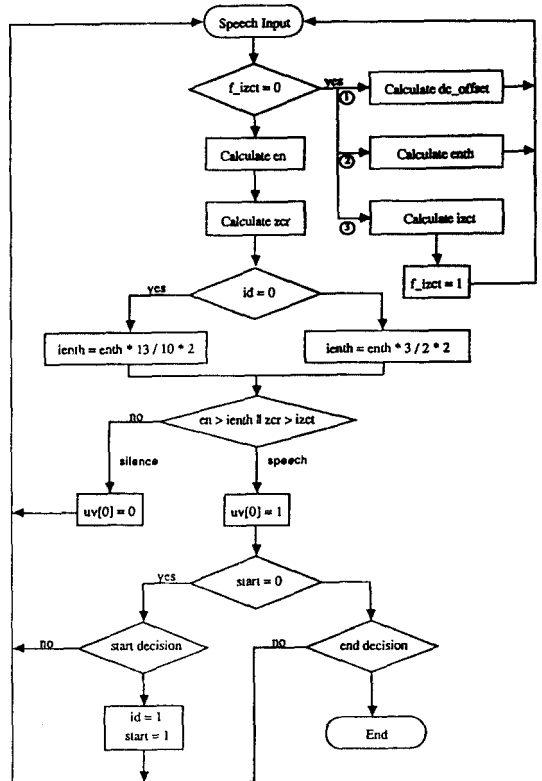 Speech Input
f_izct = 0
yes
①
Calculate dc_offset
Calculate en
②
Calculate enth
Calculate zcr
③
Calculate izct
f_izct = 1
id = 0
yes
ienth = enth * 13 / 10 * 2
ienth = enth * 3 / 2 * 2
en > ienth || zcr > izct
no
silence
speech
uv[0] = 0
uv[0] = 1
start = 0
yes
no
start decision
no
end decision
id = 1
start = 1
End